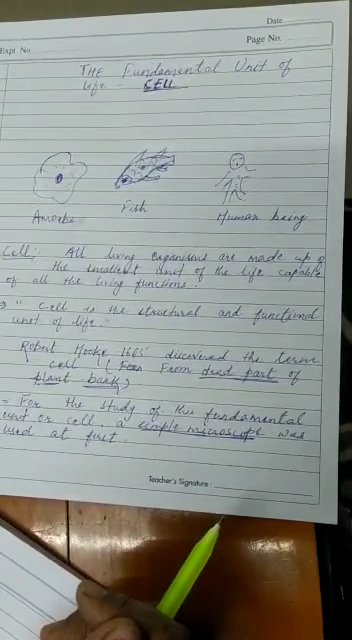 Date
Expt. No.
Page No.
THE Fundamental Unit of
life - CELL
Amoeba
Fish
Human being
Cell: All living organisms are made up of
the smallest unit of the life capable
of all the living functions.
" Cell is the structural and functional
unit of life."
Robert Hooke 1665 discovered the term
cell ( From dead part of
plant bark)
= For the study of this fundamental
unit or cell, a simple microscope was
used at first.
Teacher's Signature :